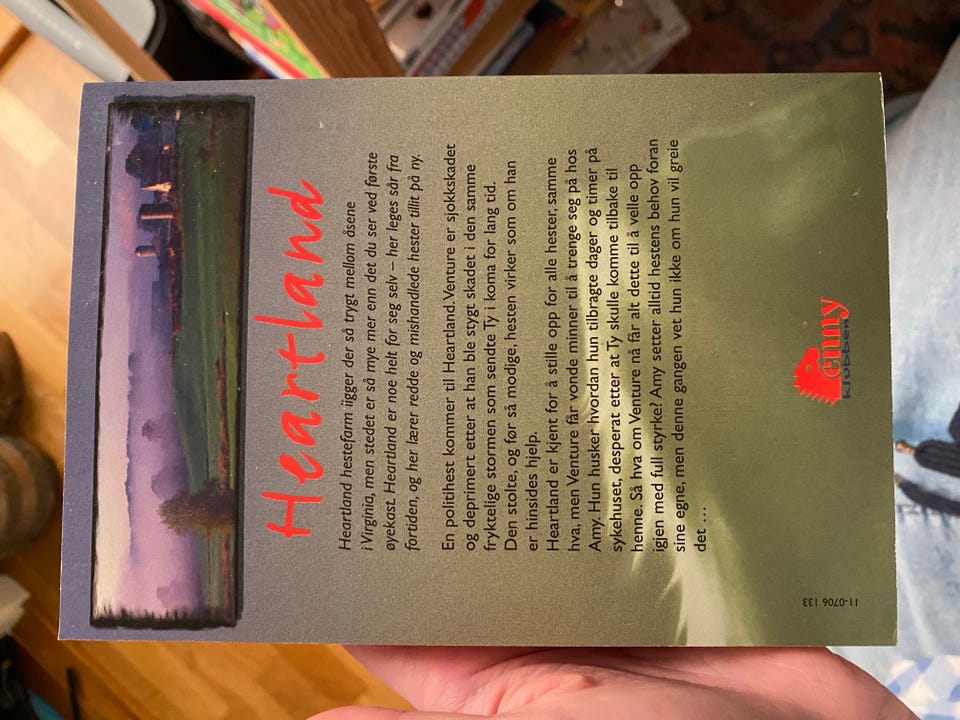 Heartland
Heartland hestefarm ligger der så trygt mellom åsene
i Virginia, men stedet er så mye mer enn det du ser ved første
øyekast. Heartland er noe helt for seg selv – her leges sår fra
fortiden, og her lærer redde og mishandlede hester tillit på ny.
En politihest kommer til Heartland. Venture er sjokkskadet
og deprimert etter at han ble stygt skadet i den samme
fryktelige stormen som sendte Ty i koma for lang tid.
Den stolte, og før så modige, hesten virker som om han
er hinsides hjelp.
Heartland er kjent for å stille opp for alle hester, samme
hva, men Venture får vonde minner til å trenge seg på hos
Amy. Hun husker hvordan hun tilbragte dager og timer på
sykehuset, desperat etter at Ty skulle komme tilbake til
henne. Så hva om Venture nå får alt dette til å velle opp
igjen med full styrke? Amy setter alltid hestens behov foran
sine egne, men denne gangen vet hun ikke om hun vil greie
det ...
Penny
klubben
11-0706 133